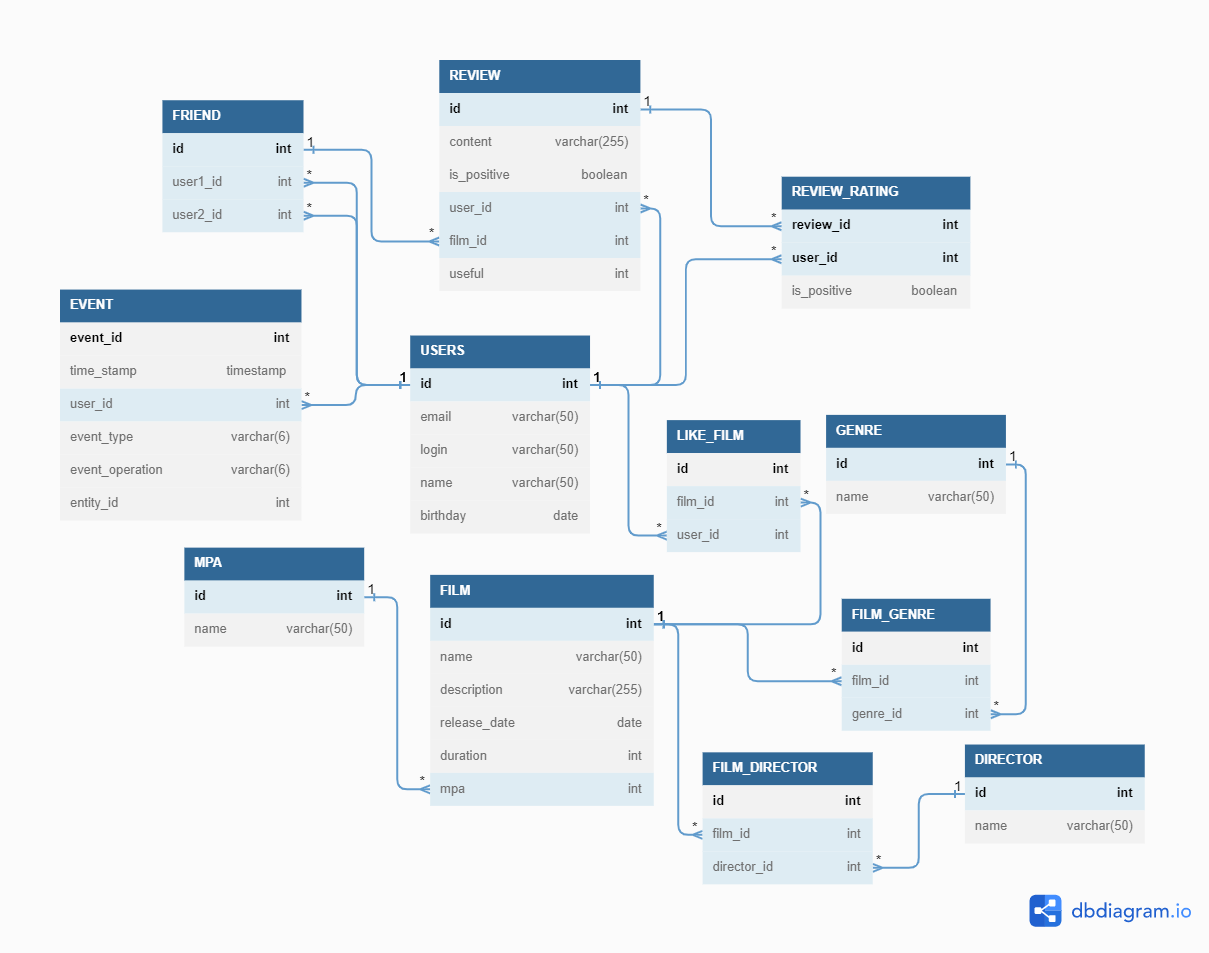 REVIEW
id int
content varchar(255)
is_positive boolean
user_id int
film_id int
useful int
1
*
*
FRIEND
id int
user1_id int
user2_id int
1
*
*
REVIEW_RATING
review_id int
user_id int
is_positive boolean
*
*
EVENT
event_id int
time_stamp timestamp
user_id int
event_type varchar(6)
event_operation varchar(6)
entity_id int
*
USERS
id int
email varchar(50)
login varchar(50)
name varchar(50)
birthday date
1
1
LIKE_FILM
id int
film_id int
user_id int
*
*
GENRE
id int
name varchar(50)
1
MPA
id int
name varchar(50)
1
FILM
id int
name varchar(50)
description varchar(255)
release_date date
duration int
mpa int
1
*
FILM_GENRE
id int
film_id int
genre_id int
*
*
FILM_DIRECTOR
id int
film_id int
director_id int
*
*
DIRECTOR
id int
name varchar(50)
1
dbdiagram.io